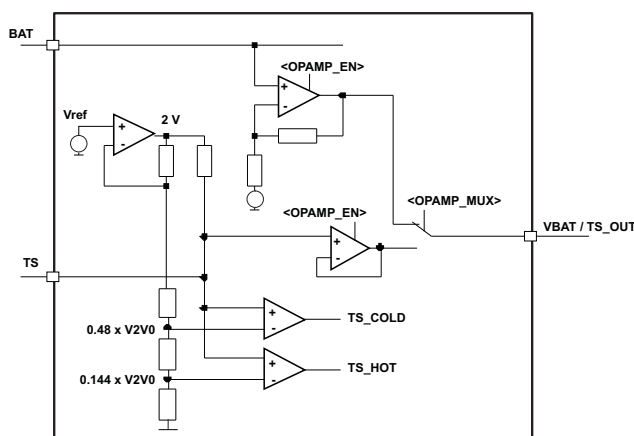 BAT
<OPAMP_EN>
+
-
Vref
2 V
+
-
<OPAMP_MUX>
<OPAMP_EN>
VBAT / TS_OUT
+
-
TS
+
-
TS_COLD
0.48 x V2V0
+
-
TS_HOT
0.144 x V2V0